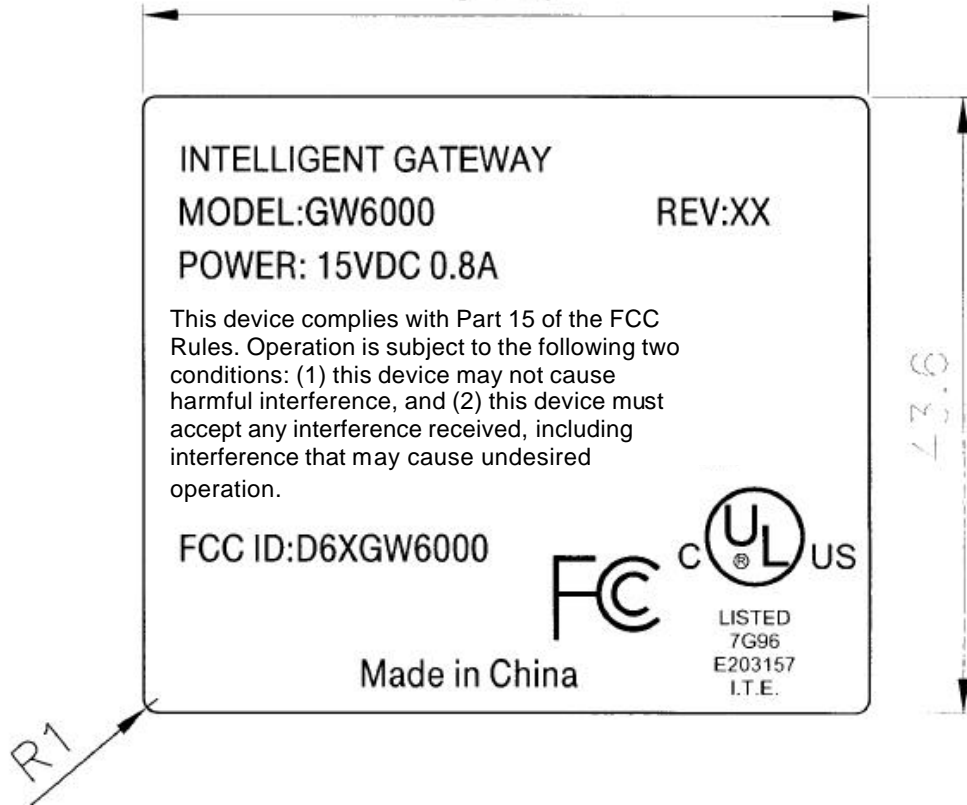 INTELLIGENT GATEWAY
MODEL:GW6000 REV:XX
POWER: 15VDC 0.8A
This device complies with Part 15 of the FCC
Rules. Operation is subject to the following two
conditions: (1) this device may not cause
harmful interference, and (2) this device must
accept any interference received, including
interference that may cause undesired
operation.
FCC ID:D6XGW6000
FC
C UL ® US
LISTED
7G96
E203157
I.T.E.
Made in China
43.6
R1